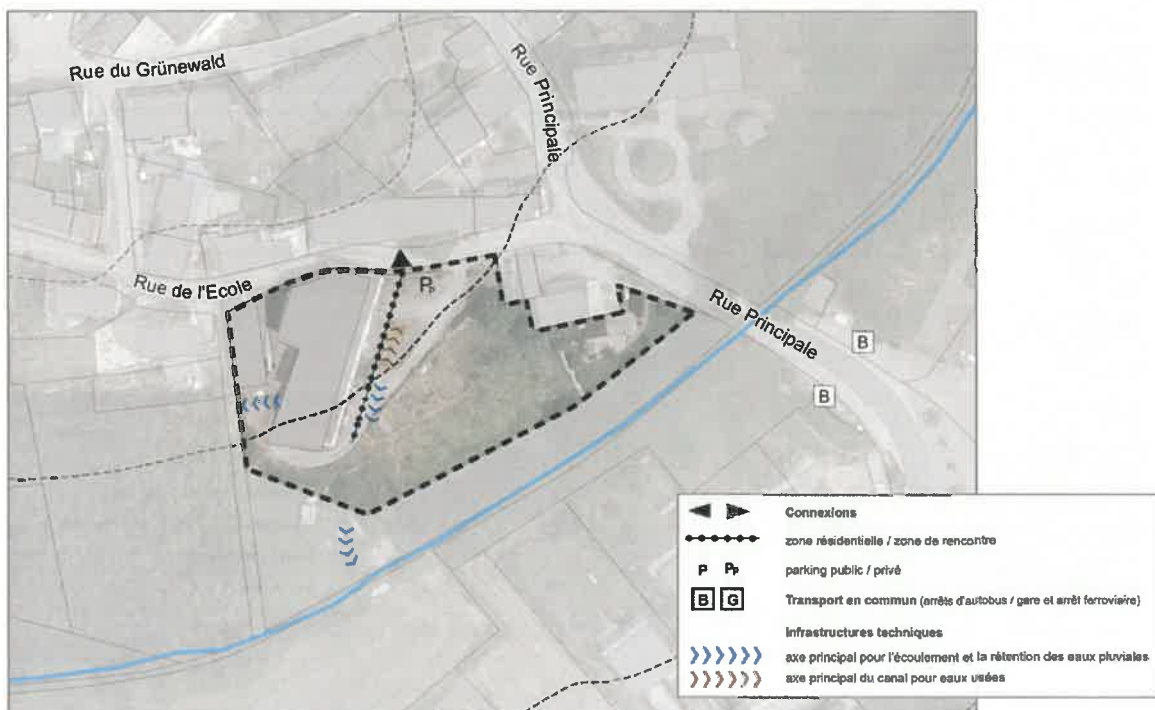 Rue du Grünewald
Rue Principale
Rue de l'Ecole
Pp
Rue Principale
B
B
Connexions
zone résidentielle / zone de rencontre
P Pp parking public / privé
B G Transport en commun (arrêts d'autobus / gare et arrêt ferroviaire)
Infrastructures techniques
axe principal pour l'écoulement et la rétention des eaux pluviales
axe principal du canal pour eaux usées